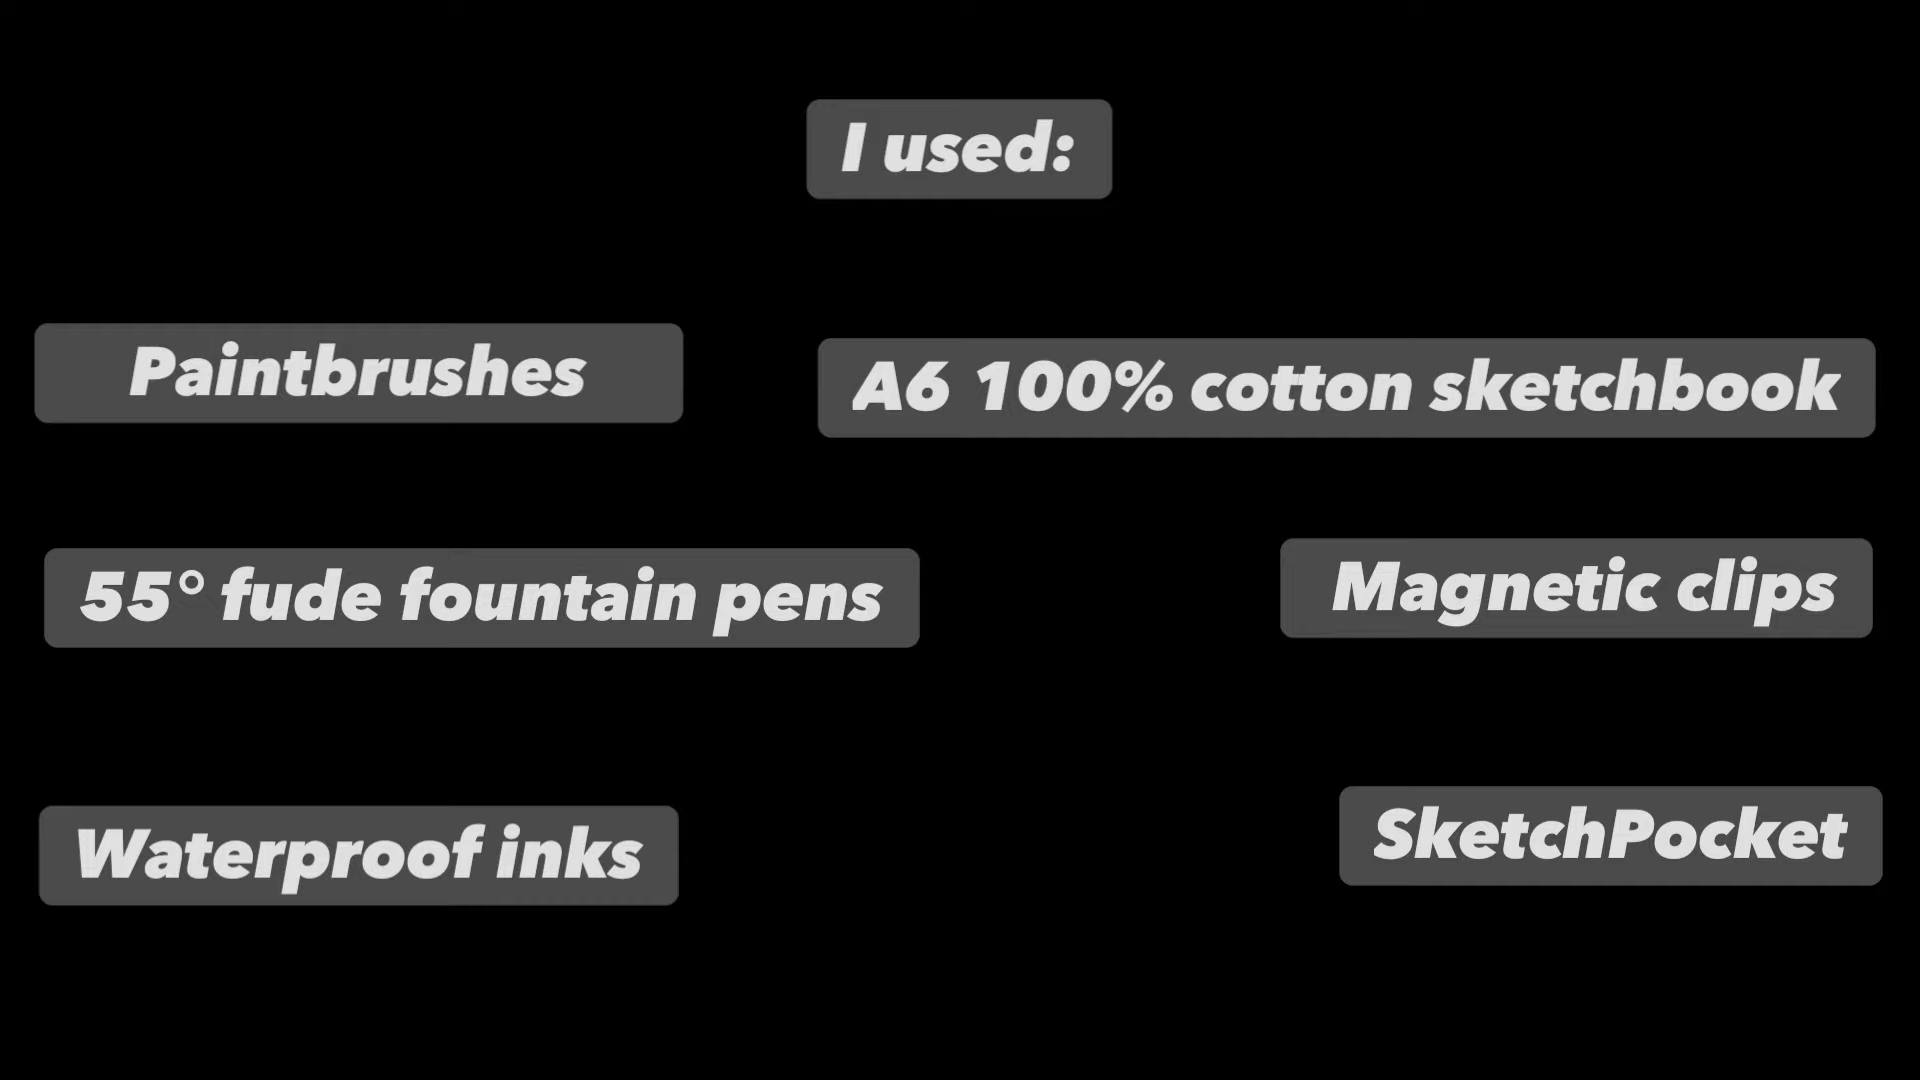 I used:
Paintbrushes
A6 100% cotton sketchbook
55° fude fountain pens
Magnetic clips
Waterproof inks
SketchPocket